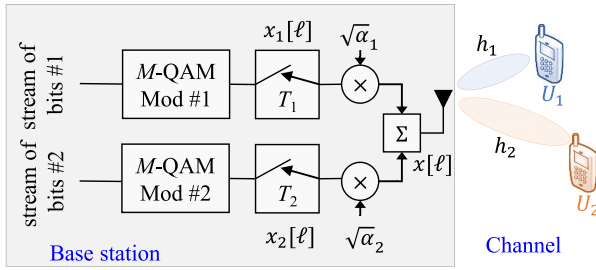 stream of
bits #1
M-QAM
Mod #1
x₁[ℓ]
T₁
√α₁
×
h₁
U₁
Σ
x[ℓ]
stream of
bits #2
M-QAM
Mod #2
T₂
x₂[ℓ]
×
√α₂
h₂
U₂
Base station
Channel